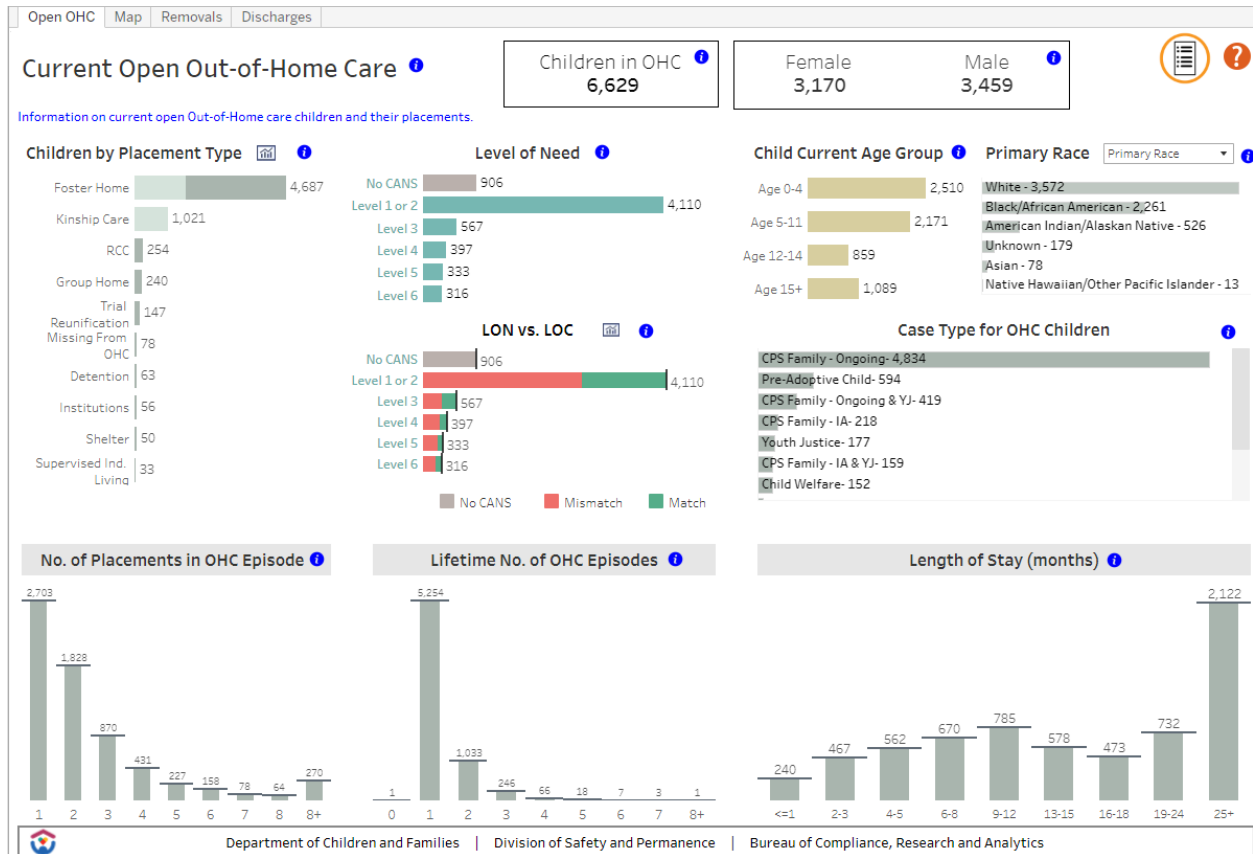 Open OHC Map Removals Discharges
Current Open Out-of-Home Care
Children in OHC
6,629
Female Male
3,170 3,459
Information on current open Out-of-Home care children and their placements.
Children by Placement Type
Foster Home 4,687
Kinship Care 1,021
RCC 254
Group Home 240
Trial
Reunification 147
Missing From
OHC 78
Detention 63
Institutions 56
Shelter 50
Supervised Ind.
Living 33
Level of Need
No CANS 906
Level 1 or 2 4,110
Level 3 567
Level 4 397
Level 5 333
Level 6 316
LON vs. LOC
No CANS 906
Level 1 or 2 4,110
Level 3 567
Level 4 397
Level 5 333
Level 6 316
No CANS Mismatch Match
Child Current Age Group
Age 0-4 2,510
Age 5-11 2,171
Age 12-14 859
Age 15+ 1,089
Primary Race Primary Race
White - 3,572
Black/African American - 2,261
American Indian/Alaskan Native - 526
Unknown - 179
Asian - 78
Native Hawaiian/Other Pacific Islander - 13
Case Type for OHC Children
CPS Family - Ongoing- 4,834
Pre-Adoptive Child- 594
CPS Family - Ongoing & YJ- 419
CPS Family - IA- 218
Youth Justice- 177
CPS Family - IA & YJ- 159
Child Welfare- 152
No. of Placements in OHC Episode
2,703 1,828 870 431 227 158 78 64 270
1 2 3 4 5 6 7 8 8+
Lifetime No. of OHC Episodes
1 5,254 1,033 246 66 18 7 3 1
0 1 2 3 4 5 6 7 8+
Length of Stay (months)
240 467 562 670 785 578 473 732 2,122
<=1 2-3 4-5 6-8 9-12 13-15 16-18 19-24 25+
Department of Children and Families | Division of Safety and Permanence | Bureau of Compliance, Research and Analytics